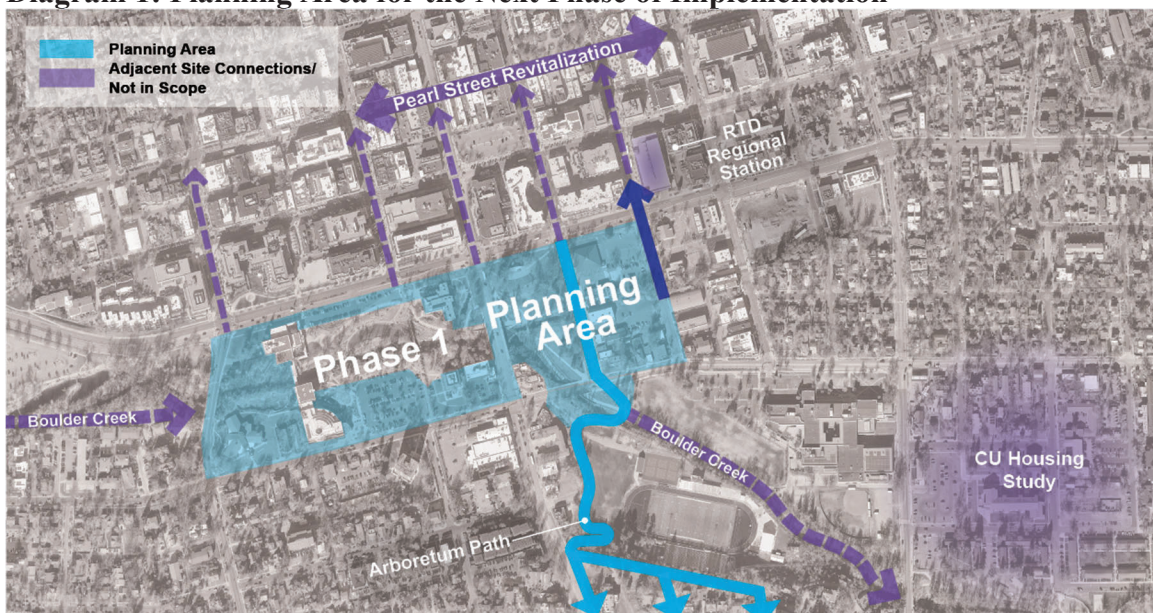 Diagram 1: Planning Area for the Next Phase of Implementation
Planning Area
Adjacent Site Connections/
Not in Scope
Pearl Street Revitalization
RTD
Regional
Station
Planning
Area
Phase 1
Boulder Creek
Boulder Creek
CU Housing
Study
Arboretum Path